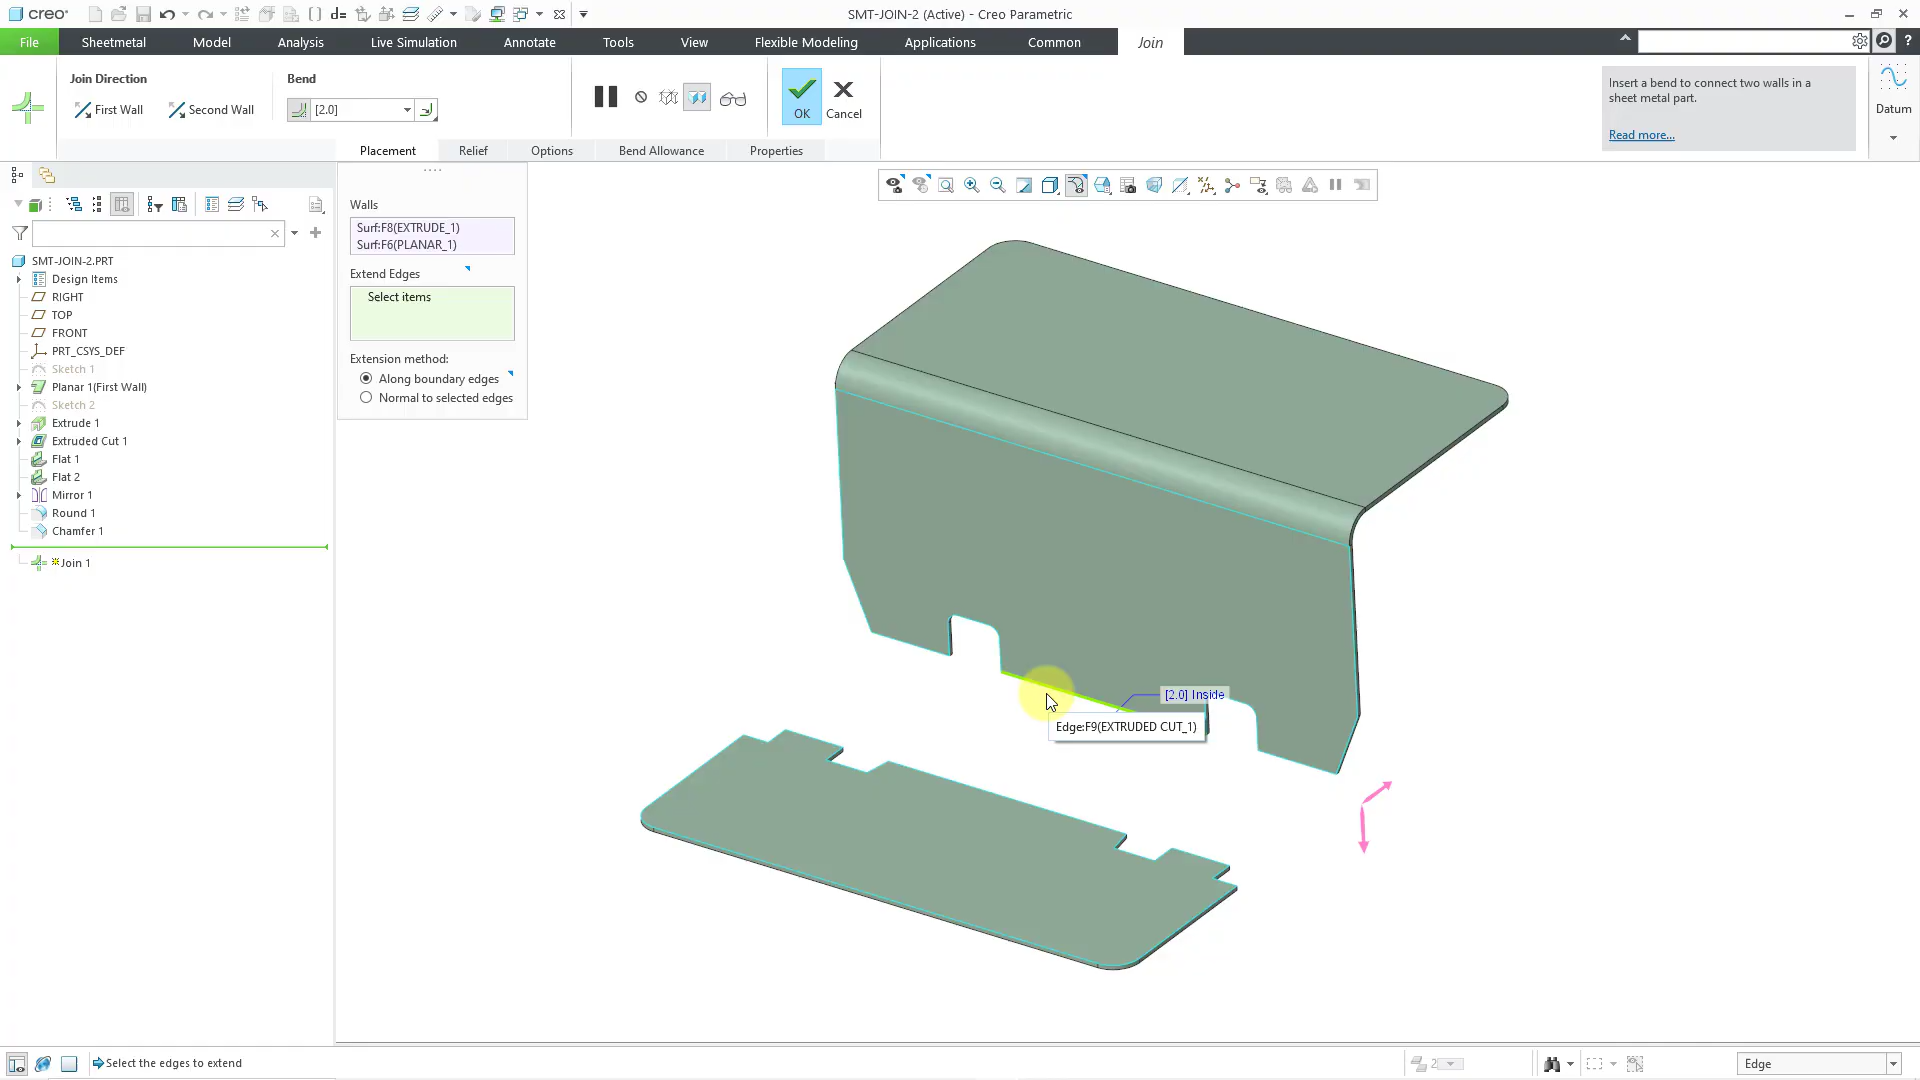 creo
d=
SMT-JOIN-2 (Active) - Creo Parametric
File
Sheetmetal
Model
Analysis
Live Simulation
Annotate
Tools
View
Flexible Modeling
Applications
Common
Join
?
Join Direction
First Wall
Second Wall
Bend
[2.0]
OK
Cancel
Insert a bend to connect two walls in a
sheet metal part.
Read more...
Datum
Placement
Relief
Options
Bend Allowance
Properties
Walls
Surf:F8(EXTRUDE_1)
Surf:F6(PLANAR_1)
Extend Edges
Select items
Extension method:
Along boundary edges
Normal to selected edges
SMT-JOIN-2.PRT
Design Items
RIGHT
TOP
FRONT
PRT_CSYS_DEF
Sketch 1
Planar 1(First Wall)
Sketch 2
Extrude 1
Extruded Cut 1
Flat 1
Flat 2
Mirror 1
Round 1
Chamfer 1
Join 1
[2.0] Inside
Edge:F9(EXTRUDED CUT_1)
Select the edges to extend
2
Edge